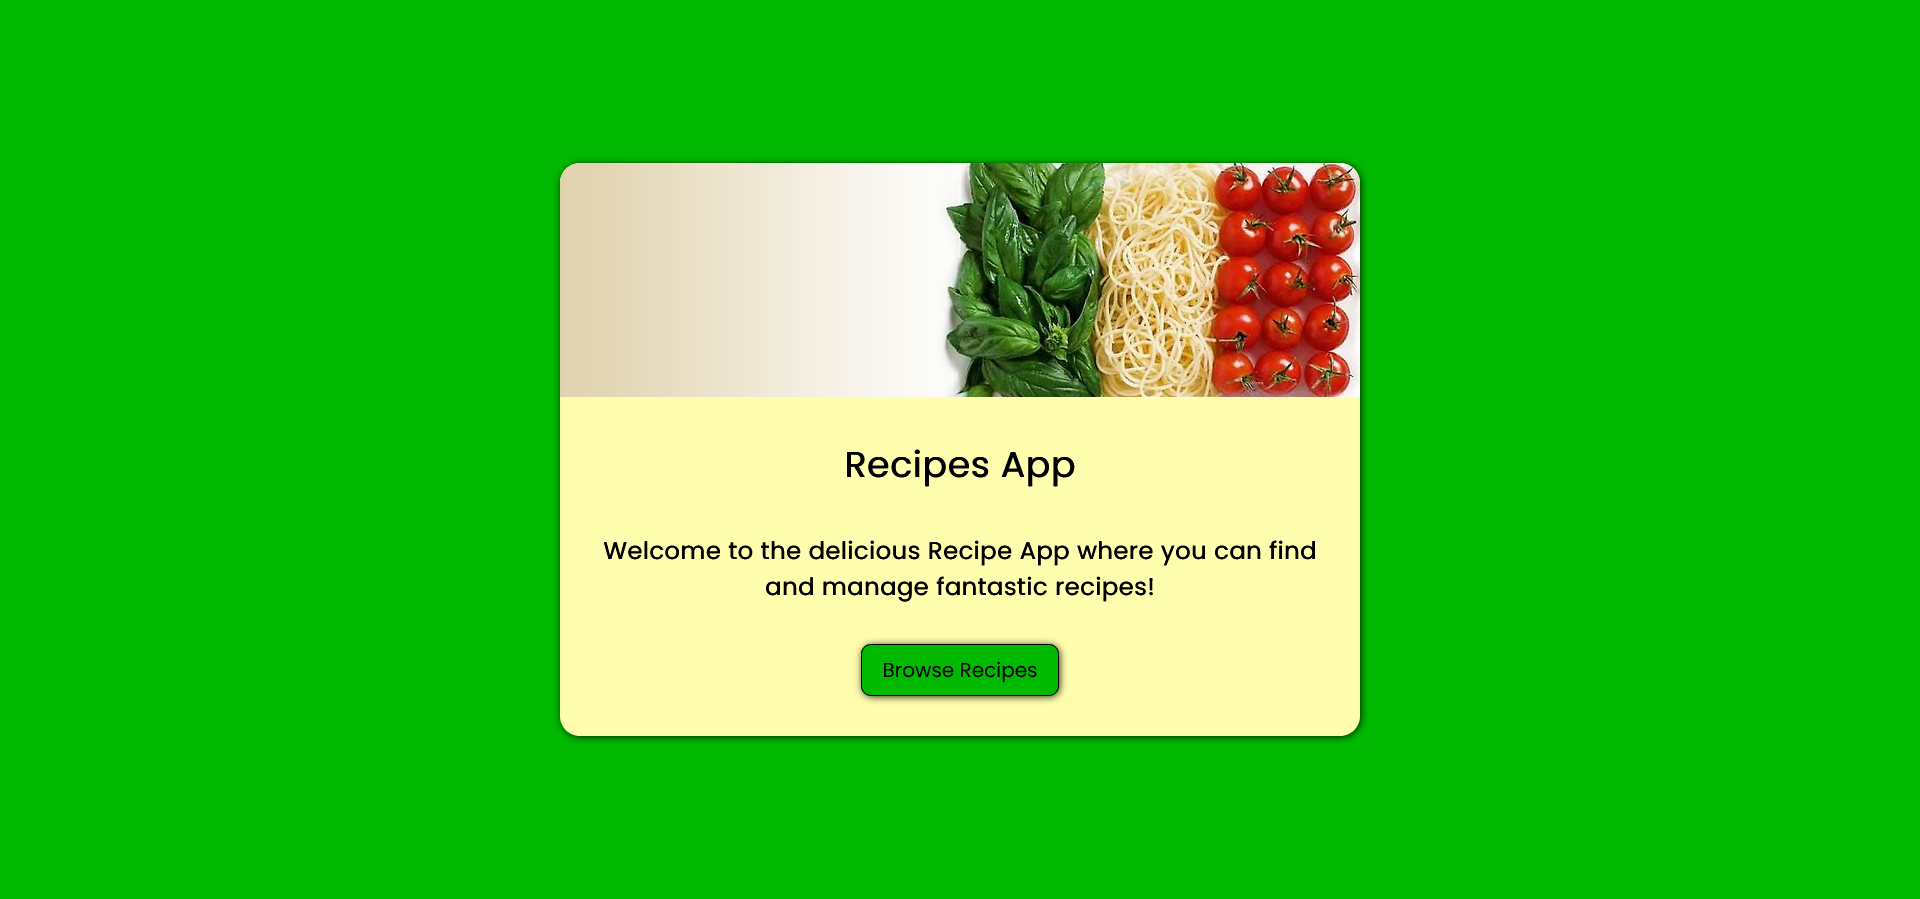 Recipes App
Welcome to the delicious Recipe App where you can find
and manage fantastic recipes!
Browse Recipes